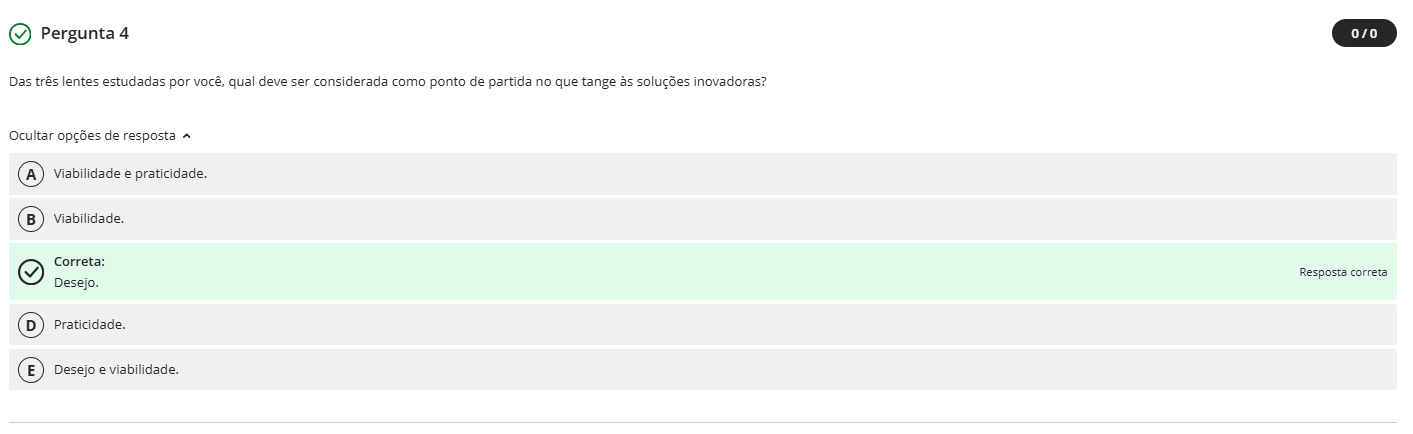 Pergunta 4
0 / 0
Das três lentes estudadas por você, qual deve ser considerada como ponto de partida no que tange às soluções inovadoras?
Ocultar opções de resposta
A Viabilidade e praticidade.
B Viabilidade.
Correta:
Desejo.
Resposta correta
D Praticidade.
E Desejo e viabilidade.